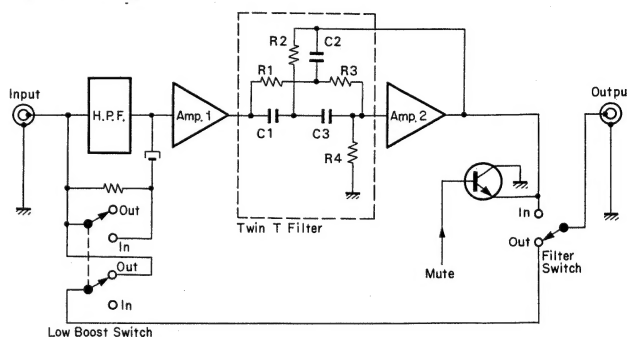 R2
C2
Input
R1
R3
Output
H.P.F.
Amp.1
Amp.2
C1
C3
R4
Out
In
Twin T Filter
In
Out
Out
Filter
Switch
Mute
In
Low Boost Switch